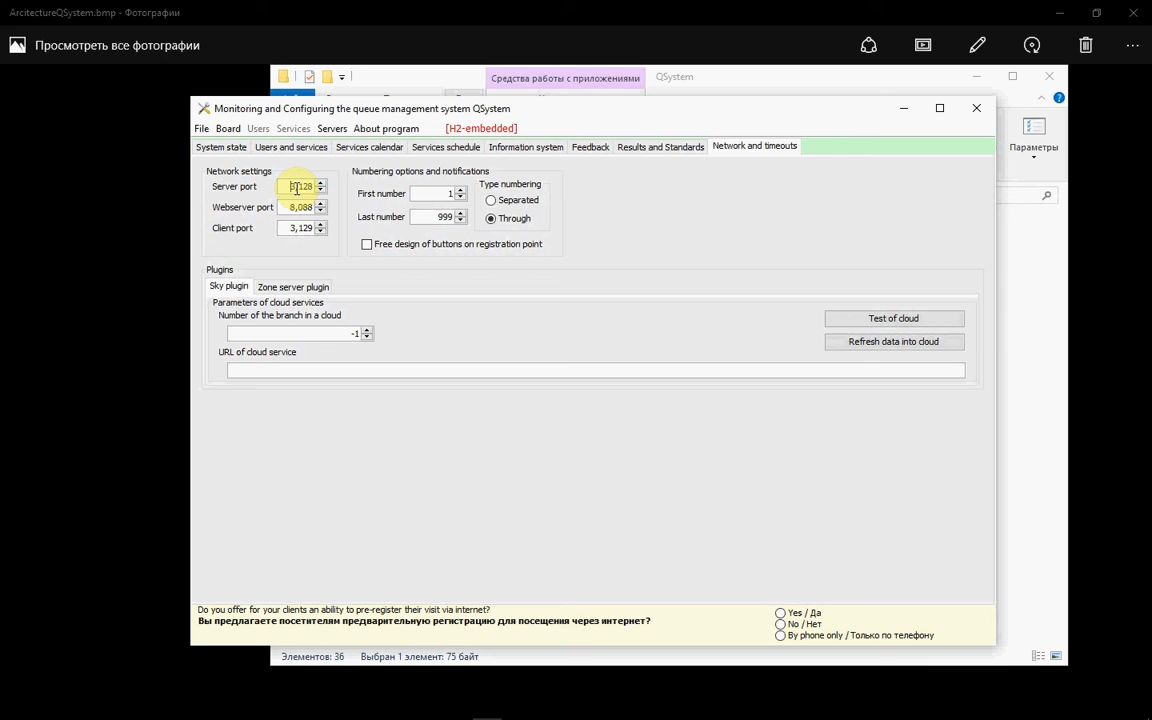 ArcitectureQSystem.bmp - Фотографии
Просмотреть все фотографии
Средства работы с приложениями
QSystem
Monitoring and Configuring the queue management system QSystem
File Board Users Services Servers About program [H2-embedded]
Параметры
System state Users and services Services calendar Services schedule Information system Feedback Results and Standards Network and timeouts
Network settings
Server port 3,128
Webserver port 8,088
Client port 3,129
Numbering options and notifications
First number 1
Last number 999
Type numbering
Separated
Through
Free design of buttons on registration point
Plugins
Sky plugin Zone server plugin
Parameters of cloud services
Number of the branch in a cloud
-1
URL of cloud service
Test of cloud
Refresh data into cloud
Do you offer for your clients an ability to pre-register their visit via internet?
Вы предлагаете посетителям предварительную регистрацию для посещения через интернет?
Yes / Да
No / Нет
By phone only / Только по телефону
Элементов: 36 Выбран 1 элемент: 75 байт